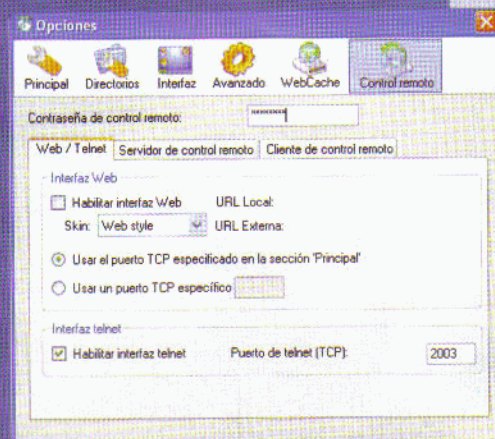 Opciones
Principal Directorios Interfaz Avanzado WebCache Control remoto
Contraseña de control remoto: ********
Web / Telnet Servidor de control remoto Cliente de control remoto
Interfaz Web
Habilitar interfaz Web URL Local:
Skin: Web style URL Externa:
Usar el puerto TCP especificado en la sección 'Principal'
Usar un puerto TCP específico
Interfaz telnet
Habilitar interfaz telnet Puerto de telnet (TCP): 2003